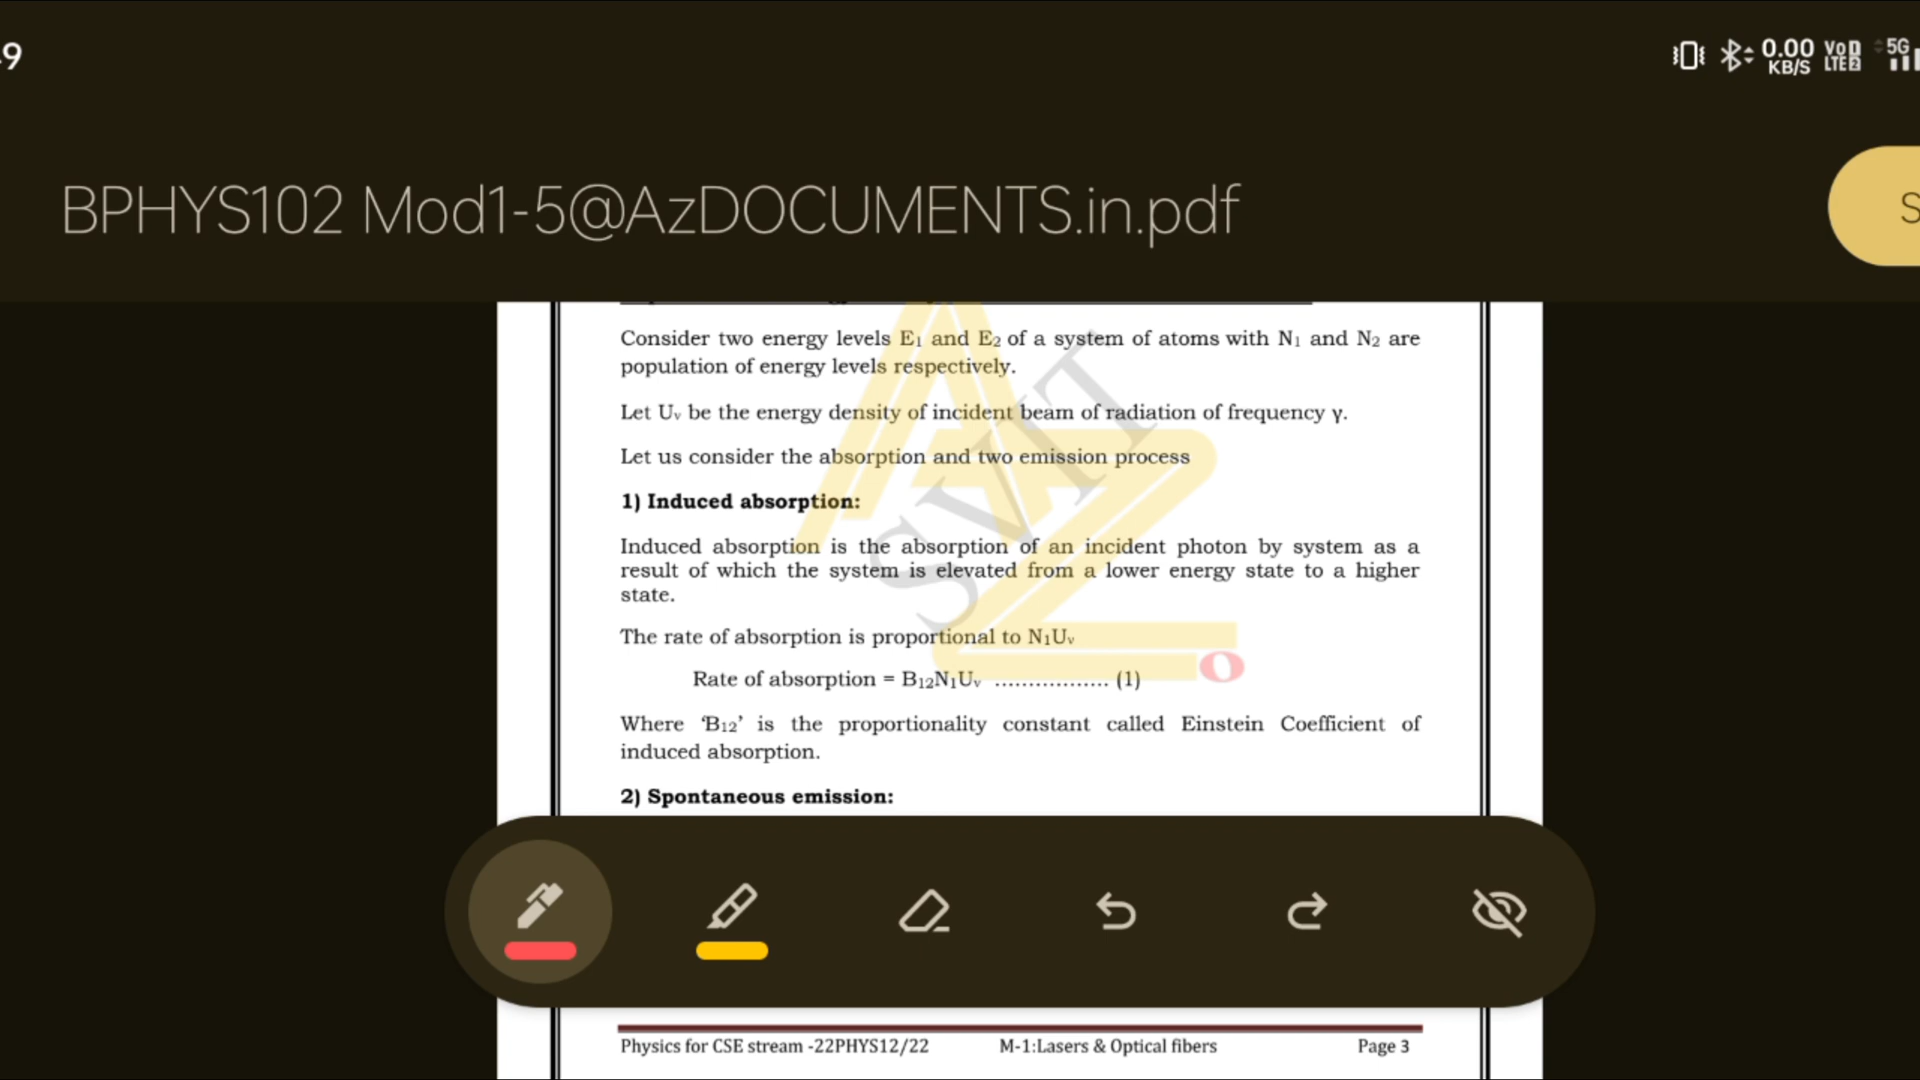 9
0.00 KB/S Vo LTE 2 5G
BPHYS102 Mod1-5@AzDOCUMENTS.in.pdf
S
Consider two energy levels E₁ and E₂ of a system of atoms with N₁ and N₂ are
population of energy levels respectively.
Let Uᵥ be the energy density of incident beam of radiation of frequency γ.
Let us consider the absorption and two emission process
1) Induced absorption:
Induced absorption is the absorption of an incident photon by system as a
result of which the system is elevated from a lower energy state to a higher
state.
The rate of absorption is proportional to N₁Uᵥ
Rate of absorption = B₁₂N₁Uᵥ ................. (1)
Where ‘B₁₂’ is the proportionality constant called Einstein Coefficient of
induced absorption.
2) Spontaneous emission:
SVIT
AZ
Physics for CSE stream -22PHYS12/22 M-1:Lasers & Optical fibers Page 3